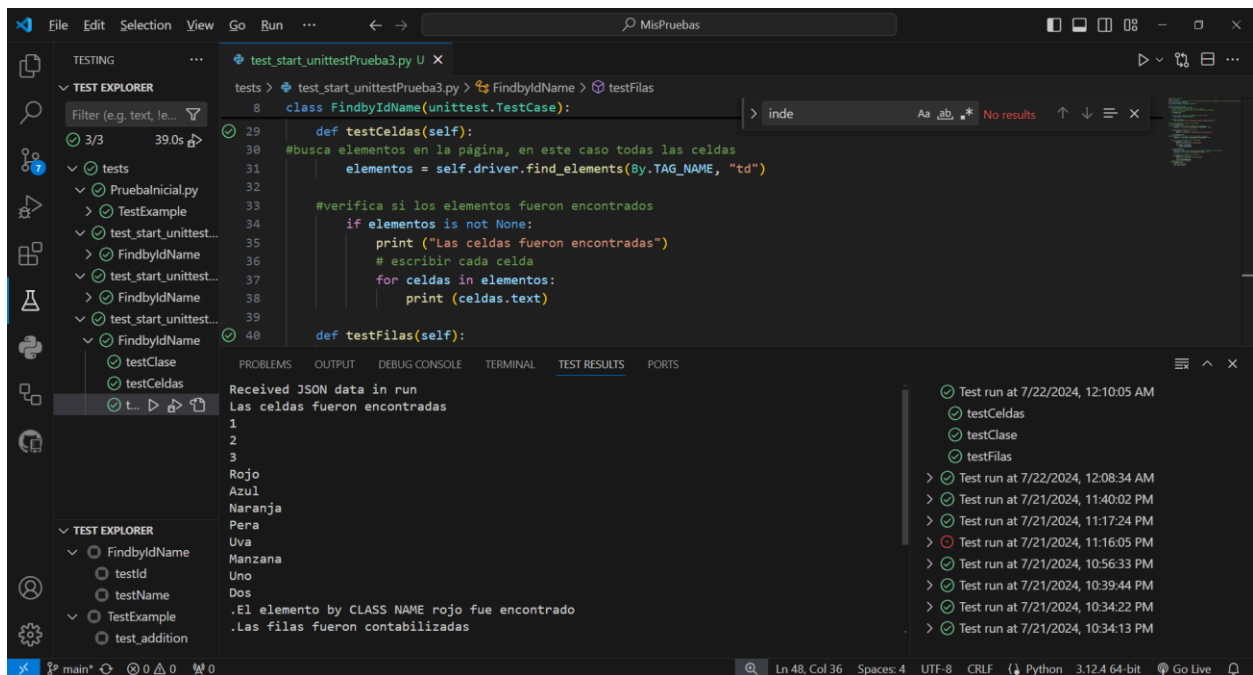 File Edit Selection View Go Run ··· ← → MisPruebas
TESTING ···
TEST EXPLORER
Filter (e.g. text, !e...
3/3 39.0s
tests
PruebaInicial.py
TestExample
test_start_unittest...
FindbyIdName
test_start_unittest...
FindbyIdName
test_start_unittest...
FindbyIdName
testClase
testCeldas
t...
TEST EXPLORER
FindbyIdName
testId
testName
TestExample
test_addition
7
test_start_unittestPrueba3.py U ×
tests > test_start_unittestPrueba3.py > FindbyIdName > testFilas
inde Aa ab .* No results
8 class FindbyIdName(unittest.TestCase):
29 def testCeldas(self):
30 #busca elementos en la página, en este caso todas las celdas
31 elementos = self.driver.find_elements(By.TAG_NAME, "td")
32
33 #verifica si los elementos fueron encontrados
34 if elementos is not None:
35 print ("Las celdas fueron encontradas")
36 # escribir cada celda
37 for celdas in elementos:
38 print (celdas.text)
39
40 def testFilas(self):
PROBLEMS OUTPUT DEBUG CONSOLE TERMINAL TEST RESULTS PORTS
Received JSON data in run
Las celdas fueron encontradas
1
2
3
Rojo
Azul
Naranja
Pera
Uva
Manzana
Uno
Dos
.El elemento by CLASS NAME rojo fue encontrado
.Las filas fueron contabilizadas
Test run at 7/22/2024, 12:10:05 AM
testCeldas
testClase
testFilas
Test run at 7/22/2024, 12:08:34 AM
Test run at 7/21/2024, 11:40:02 PM
Test run at 7/21/2024, 11:17:24 PM
Test run at 7/21/2024, 11:16:05 PM
Test run at 7/21/2024, 10:56:33 PM
Test run at 7/21/2024, 10:39:44 PM
Test run at 7/21/2024, 10:34:22 PM
Test run at 7/21/2024, 10:34:13 PM
main* 0 0 0 Ln 48, Col 36 Spaces: 4 UTF-8 CRLF Python 3.12.4 64-bit Go Live